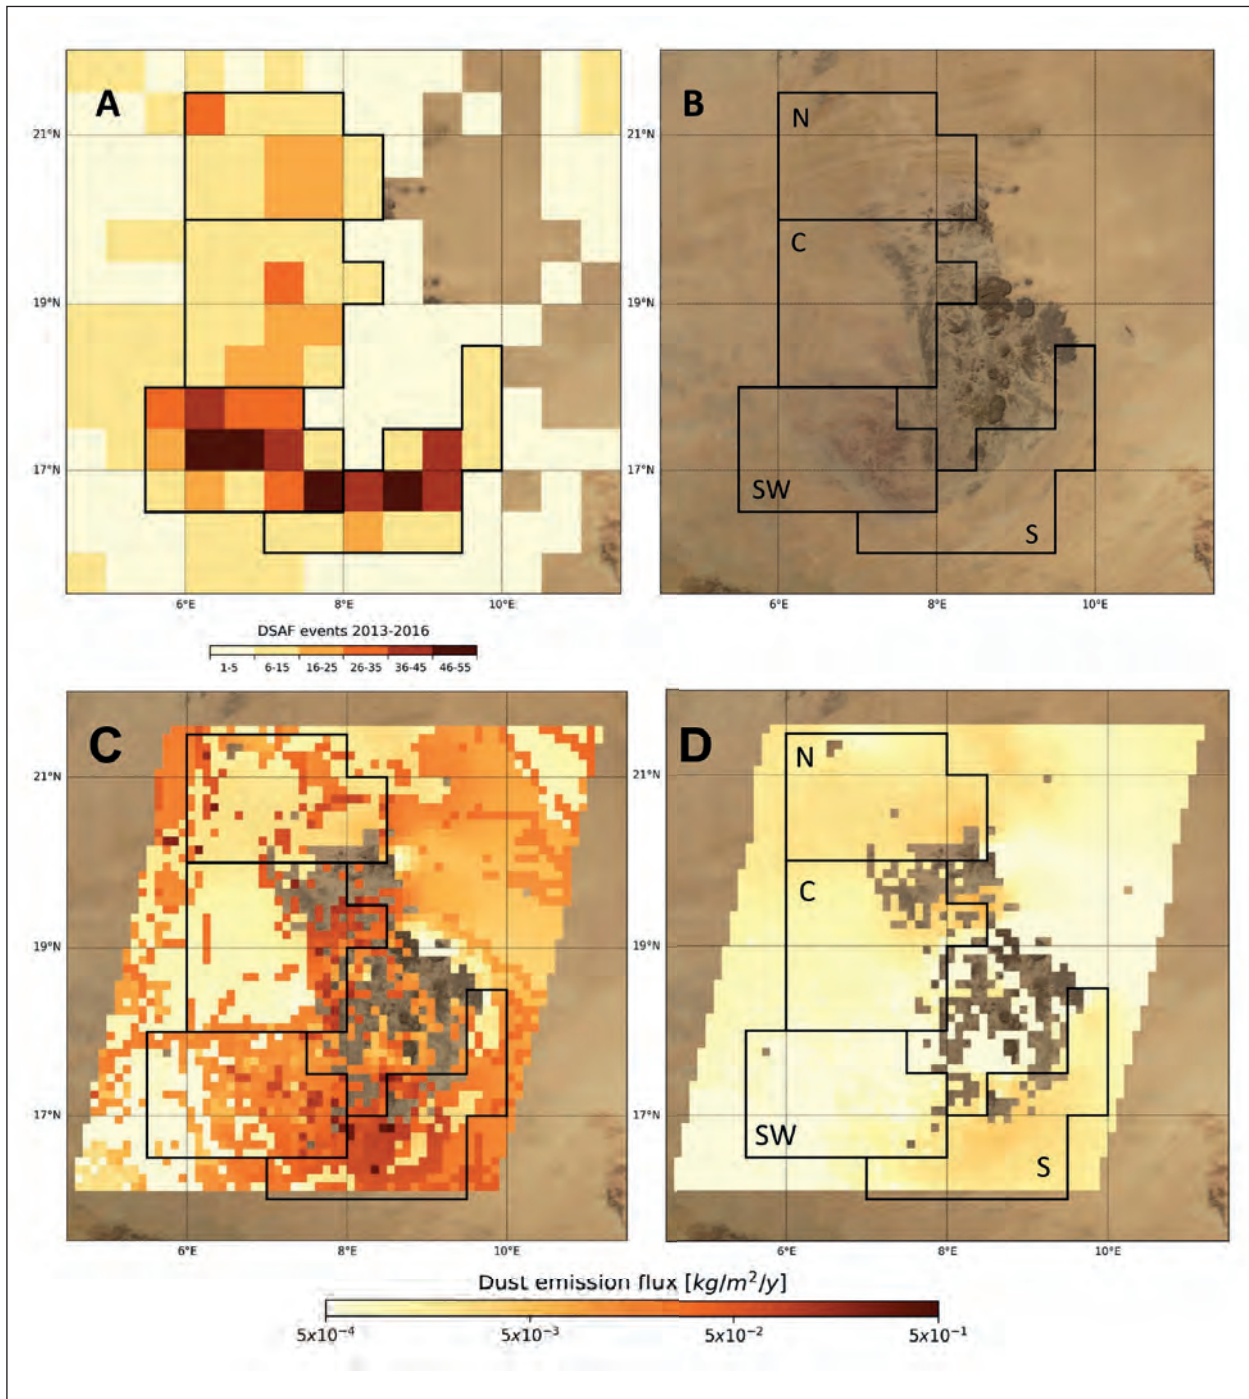 A
B
21°N
N
C
19°N
19°N
17°N
17°N
SW
S
6°E
8°E
10°E
6°E
8°E
10°E
DSAF events 2013-2016
1-5 6-15 16-25 26-35 36-45 46-55
C
D
21°N
21°N
N
C
19°N
19°N
17°N
17°N
SW
S
6°E
8°E
10°E
6°E
8°E
10°E
Dust emission flux [kg/m²/y]
5x10⁻⁴ 5x10⁻³ 5x10⁻² 5x10⁻¹